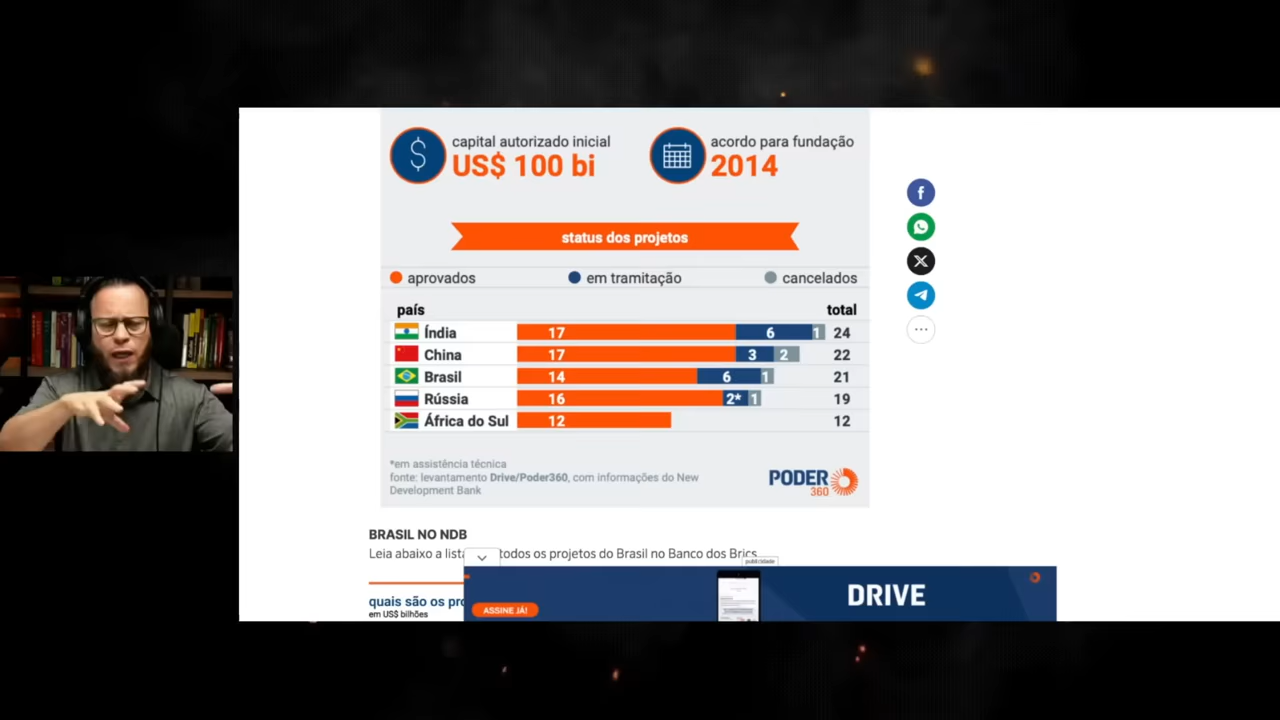 capital autorizado inicial
US$ 100 bi
acordo para fundação
2014
status dos projetos
aprovados
em tramitação
cancelados
país
total
Índia 17 6 1 24
China 17 3 2 22
Brasil 14 6 1 21
Rússia 16 2* 1 19
África do Sul 12 12
*em assistência técnica
fonte: levantamento Drive/Poder360, com informações do New
Development Bank
PODER
360
BRASIL NO NDB
Leia abaixo a lista todos os projetos do Brasil no Banco dos Brics
publicidade
quais são os pro
em US$ bilhões
ASSINE JÁ!
DRIVE